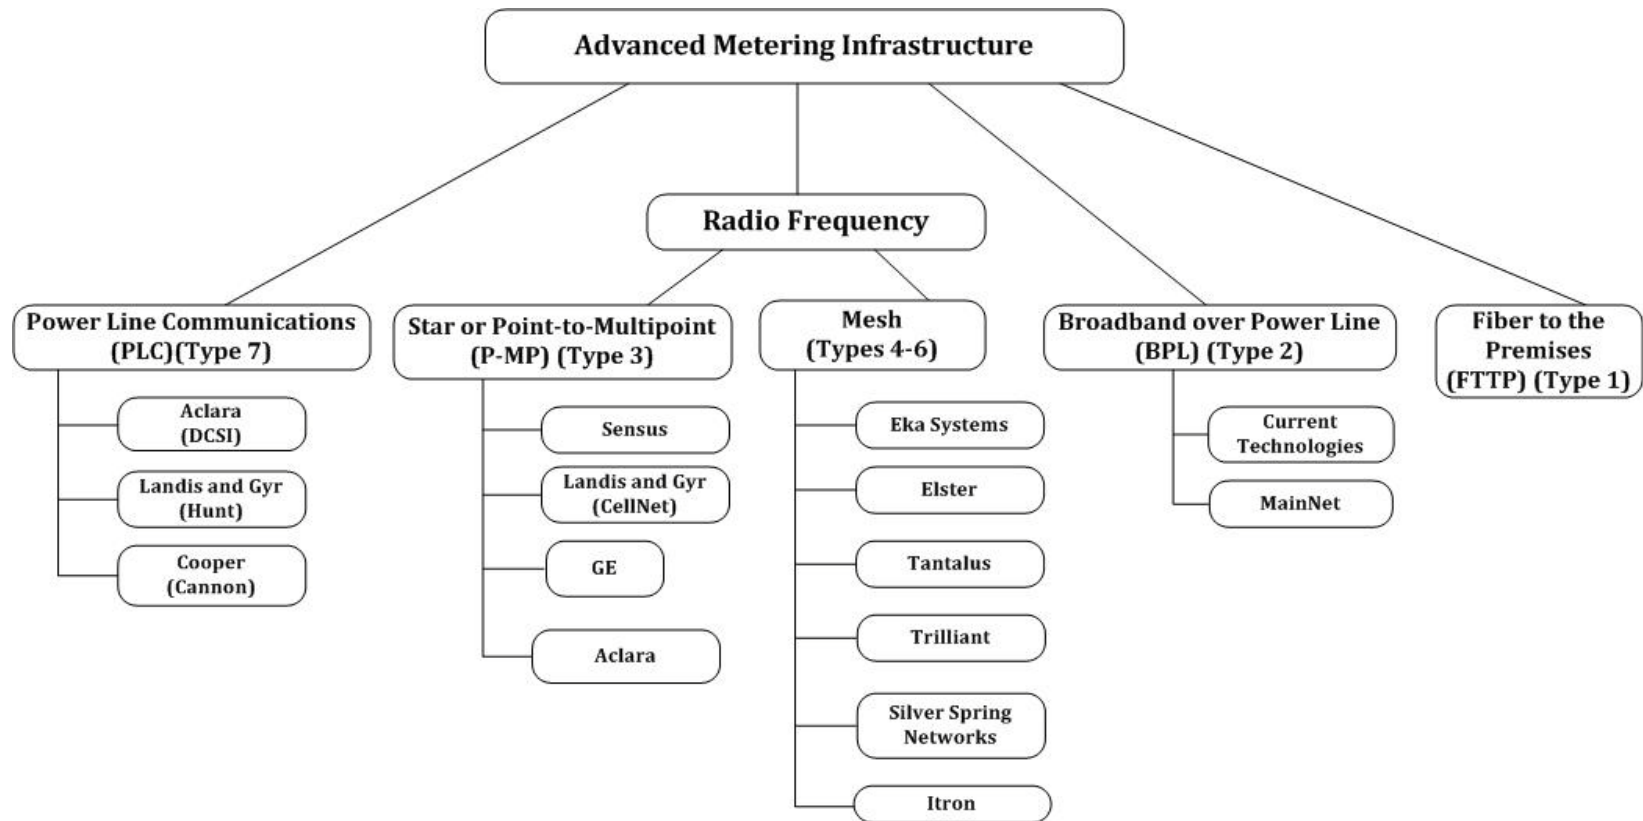 Advanced Metering Infrastructure
Radio Frequency
Power Line Communications
(PLC)(Type 7)
Aclara
(DCSI)
Landis and Gyr
(Hunt)
Cooper
(Cannon)
Star or Point-to-Multipoint
(P-MP) (Type 3)
Sensus
Landis and Gyr
(CellNet)
GE
Aclara
Mesh
(Types 4-6)
Eka Systems
Elster
Tantalus
Trilliant
Silver Spring
Networks
Itron
Broadband over Power Line
(BPL) (Type 2)
Current
Technologies
MainNet
Fiber to the
Premises
(FTTP) (Type 1)